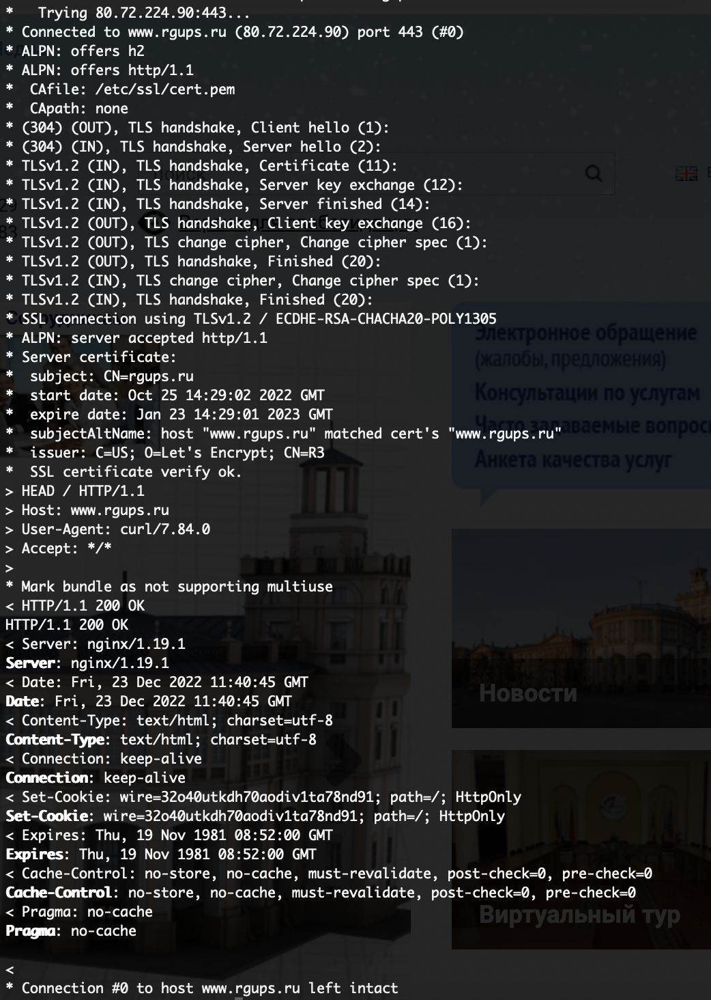 *   Trying 80.72.224.90:443...
* Connected to www.rgups.ru (80.72.224.90) port 443 (#0)
* ALPN: offers h2
* ALPN: offers http/1.1
*  CAfile: /etc/ssl/cert.pem
*  CApath: none
* (304) (OUT), TLS handshake, Client hello (1):
* (304) (IN), TLS handshake, Server hello (2):
* TLSv1.2 (IN), TLS handshake, Certificate (11):
* TLSv1.2 (IN), TLS handshake, Server key exchange (12):
* TLSv1.2 (IN), TLS handshake, Server finished (14):
* TLSv1.2 (OUT), TLS handshake, Client key exchange (16):
* TLSv1.2 (OUT), TLS change cipher, Change cipher spec (1):
* TLSv1.2 (OUT), TLS handshake, Finished (20):
* TLSv1.2 (IN), TLS change cipher, Change cipher spec (1):
* TLSv1.2 (IN), TLS handshake, Finished (20):
* SSL connection using TLSv1.2 / ECDHE-RSA-CHACHA20-POLY1305
* ALPN: server accepted http/1.1
* Server certificate:
*  subject: CN=rgups.ru
*  start date: Oct 25 14:29:02 2022 GMT
*  expire date: Jan 23 14:29:01 2023 GMT
*  subjectAltName: host "www.rgups.ru" matched cert's "www.rgups.ru"
*  issuer: C=US; O=Let's Encrypt; CN=R3
*  SSL certificate verify ok.
> HEAD / HTTP/1.1
> Host: www.rgups.ru
> User-Agent: curl/7.84.0
> Accept: */*
>
* Mark bundle as not supporting multiuse
< HTTP/1.1 200 OK
HTTP/1.1 200 OK
< Server: nginx/1.19.1
Server: nginx/1.19.1
< Date: Fri, 23 Dec 2022 11:40:45 GMT
Date: Fri, 23 Dec 2022 11:40:45 GMT
< Content-Type: text/html; charset=utf-8
Content-Type: text/html; charset=utf-8
< Connection: keep-alive
Connection: keep-alive
< Set-Cookie: wire=32o40utkdh70aodiv1ta78nd91; path=/; HttpOnly
Set-Cookie: wire=32o40utkdh70aodiv1ta78nd91; path=/; HttpOnly
< Expires: Thu, 19 Nov 1981 08:52:00 GMT
Expires: Thu, 19 Nov 1981 08:52:00 GMT
< Cache-Control: no-store, no-cache, must-revalidate, post-check=0, pre-check=0
Cache-Control: no-store, no-cache, must-revalidate, post-check=0, pre-check=0
< Pragma: no-cache
Pragma: no-cache
<
* Connection #0 to host www.rgups.ru left intact
Электронное обращение
(жалобы, предложения)
Консультации по услугам
Часто задаваемые
Анкета качества услуг
Новости
Виртуальный тур